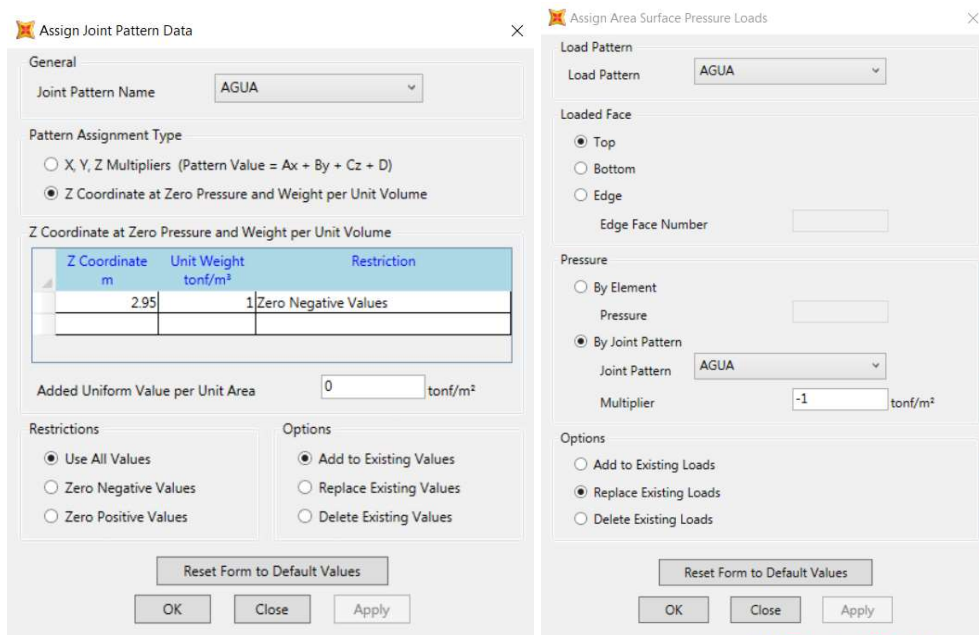 Assign Joint Pattern Data
General
Joint Pattern Name AGUA
Pattern Assignment Type
X, Y, Z Multipliers (Pattern Value = Ax + By + Cz + D)
Z Coordinate at Zero Pressure and Weight per Unit Volume
Z Coordinate at Zero Pressure and Weight per Unit Volume
Z Coordinate Unit Weight Restriction
m tonf/m³
2.95 1 Zero Negative Values
Added Uniform Value per Unit Area 0 tonf/m²
Restrictions Options
Use All Values Add to Existing Values
Zero Negative Values Replace Existing Values
Zero Positive Values Delete Existing Values
Reset Form to Default Values
OK Close Apply
Assign Area Surface Pressure Loads
Load Pattern
Load Pattern AGUA
Loaded Face
Top
Bottom
Edge
Edge Face Number
Pressure
By Element
Pressure
By Joint Pattern
Joint Pattern AGUA
Multiplier -1 tonf/m²
Options
Add to Existing Loads
Replace Existing Loads
Delete Existing Loads
Reset Form to Default Values
OK Close Apply